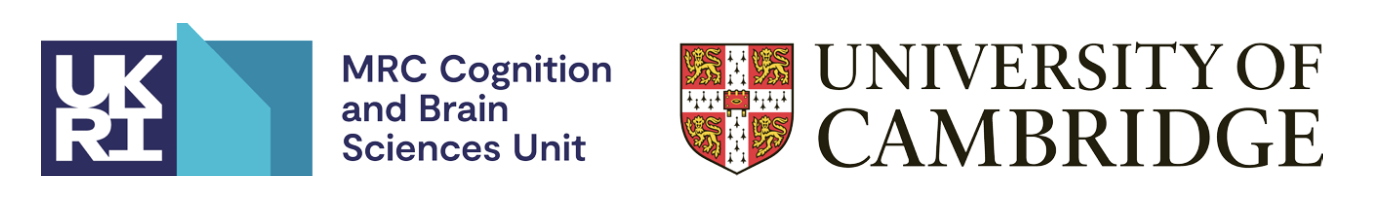 UK
RI
MRC Cognition
and Brain
Sciences Unit
UNIVERSITY OF
CAMBRIDGE